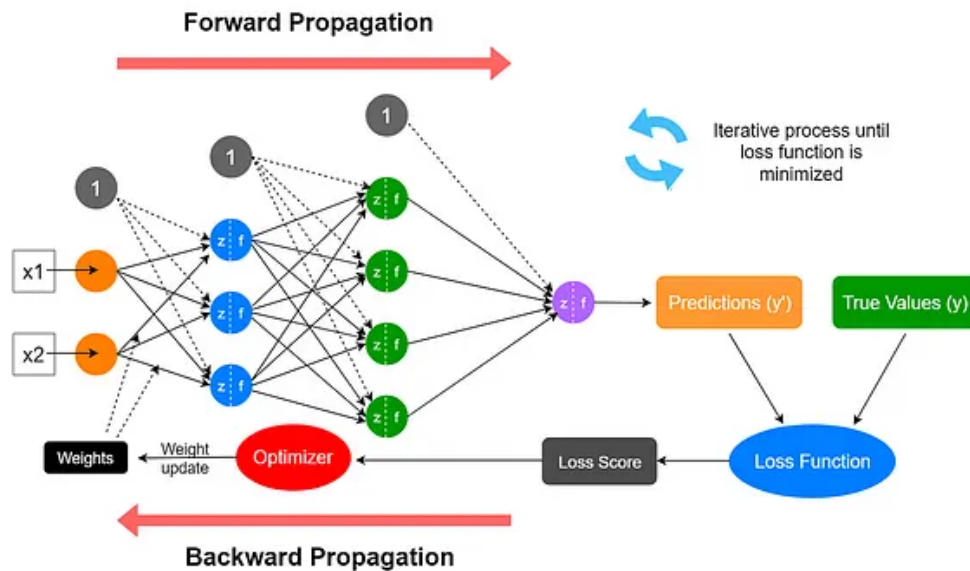 Forward Propagation
1
1
1
Iterative process until
loss function is
minimized
z f
z f
x1
z f
z f
z f
Predictions (y')
True Values (y)
x2
z f
z f
z f
Weights
Weight
update
Optimizer
Loss Score
Loss Function
Backward Propagation